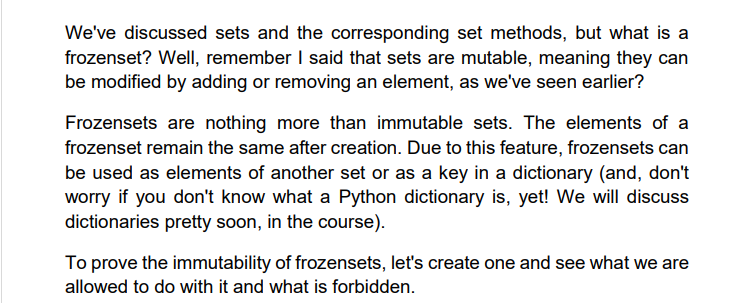 We've discussed sets and the corresponding set methods, but what is a
frozenset? Well, remember I said that sets are mutable, meaning they can
be modified by adding or removing an element, as we've seen earlier?
Frozensets are nothing more than immutable sets. The elements of a
frozenset remain the same after creation. Due to this feature, frozensets can
be used as elements of another set or as a key in a dictionary (and, don't
worry if you don't know what a Python dictionary is, yet! We will discuss
dictionaries pretty soon, in the course).
To prove the immutability of frozensets, let's create one and see what we are
allowed to do with it and what is forbidden.